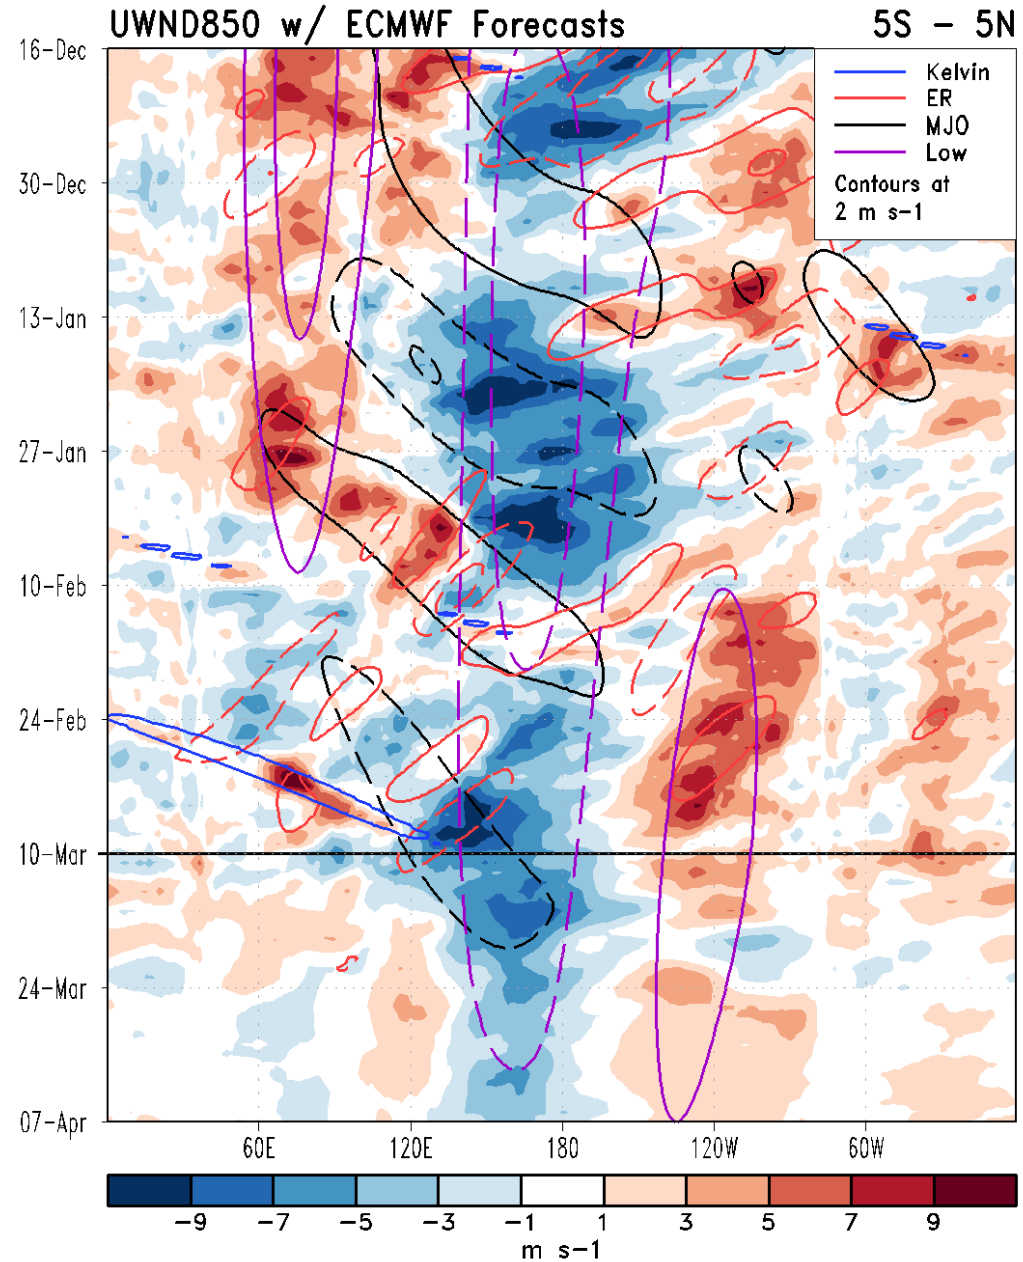 UWND850 w/ ECMWF Forecasts 5S - 5N
16-Dec
30-Dec
13-Jan
27-Jan
10-Feb
24-Feb
10-Mar
24-Mar
07-Apr
Kelvin
ER
MJO
Low
Contours at
2 m s-1
60E 120E 180 120W 60W
-9 -7 -5 -3 -1 1 3 5 7 9
m s-1